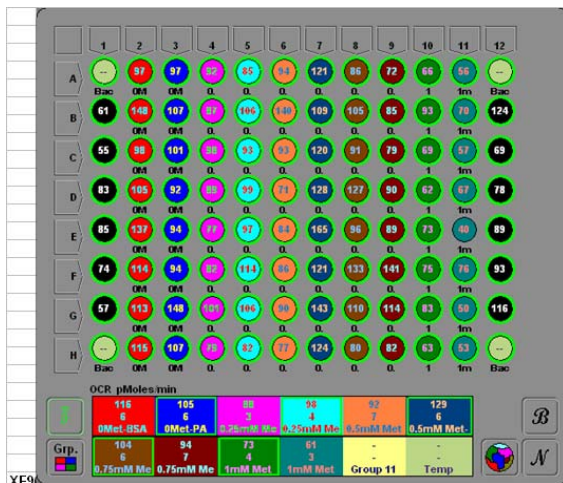 1 2 3 4 5 6 7 8 9 10 11 12
A -- 97 97 92 85 94 121 86 72 66 56 --
Bac 0M 0M 0. 0. 0. 0. 0. 0. 1 1m Bac
B 61 148 107 87 106 140 109 105 85 93 70 124
0M 0M 0. 0. 0. 0. 0. 0. 1 1m
C 55 98 101 98 93 93 120 91 79 69 57 69
0M 0M 0. 0. 0. 0. 0. 0. 1 1m
D 83 105 92 89 99 71 128 127 90 62 67 78
0M 0M 0. 0. 0. 0. 0. 0. 1 1m
E 85 137 94 77 97 84 165 96 89 73 40 89
0M 0M 0. 0. 0. 0. 0. 0. 1 1m
F 74 114 94 82 114 86 121 133 141 75 76 93
0M 0M 0. 0. 0. 0. 0. 0. 1 1m
G 57 113 148 101 106 90 143 110 114 83 50 116
0M 0M 0. 0. 0. 0. 0. 0. 1 1m
H -- 115 107 78 82 77 124 80 82 63 53 --
Bac 0M 0M 0. 0. 0. 0. 0. 0. 1 1m Bac
OCR pMoles/min
116 105 88 98 92 129
6 6 3 4 7 6
0Met-BSA 0Met-PA 0.25mM Me 0.25mM Me 0.5mM Met 0.5mM Met-
B
Grp.
104 94 73 61 - -
6 7 4 3 - -
0.75mM Me 0.75mM Me 1mM Met 1mM Met Group 11 Temp
N